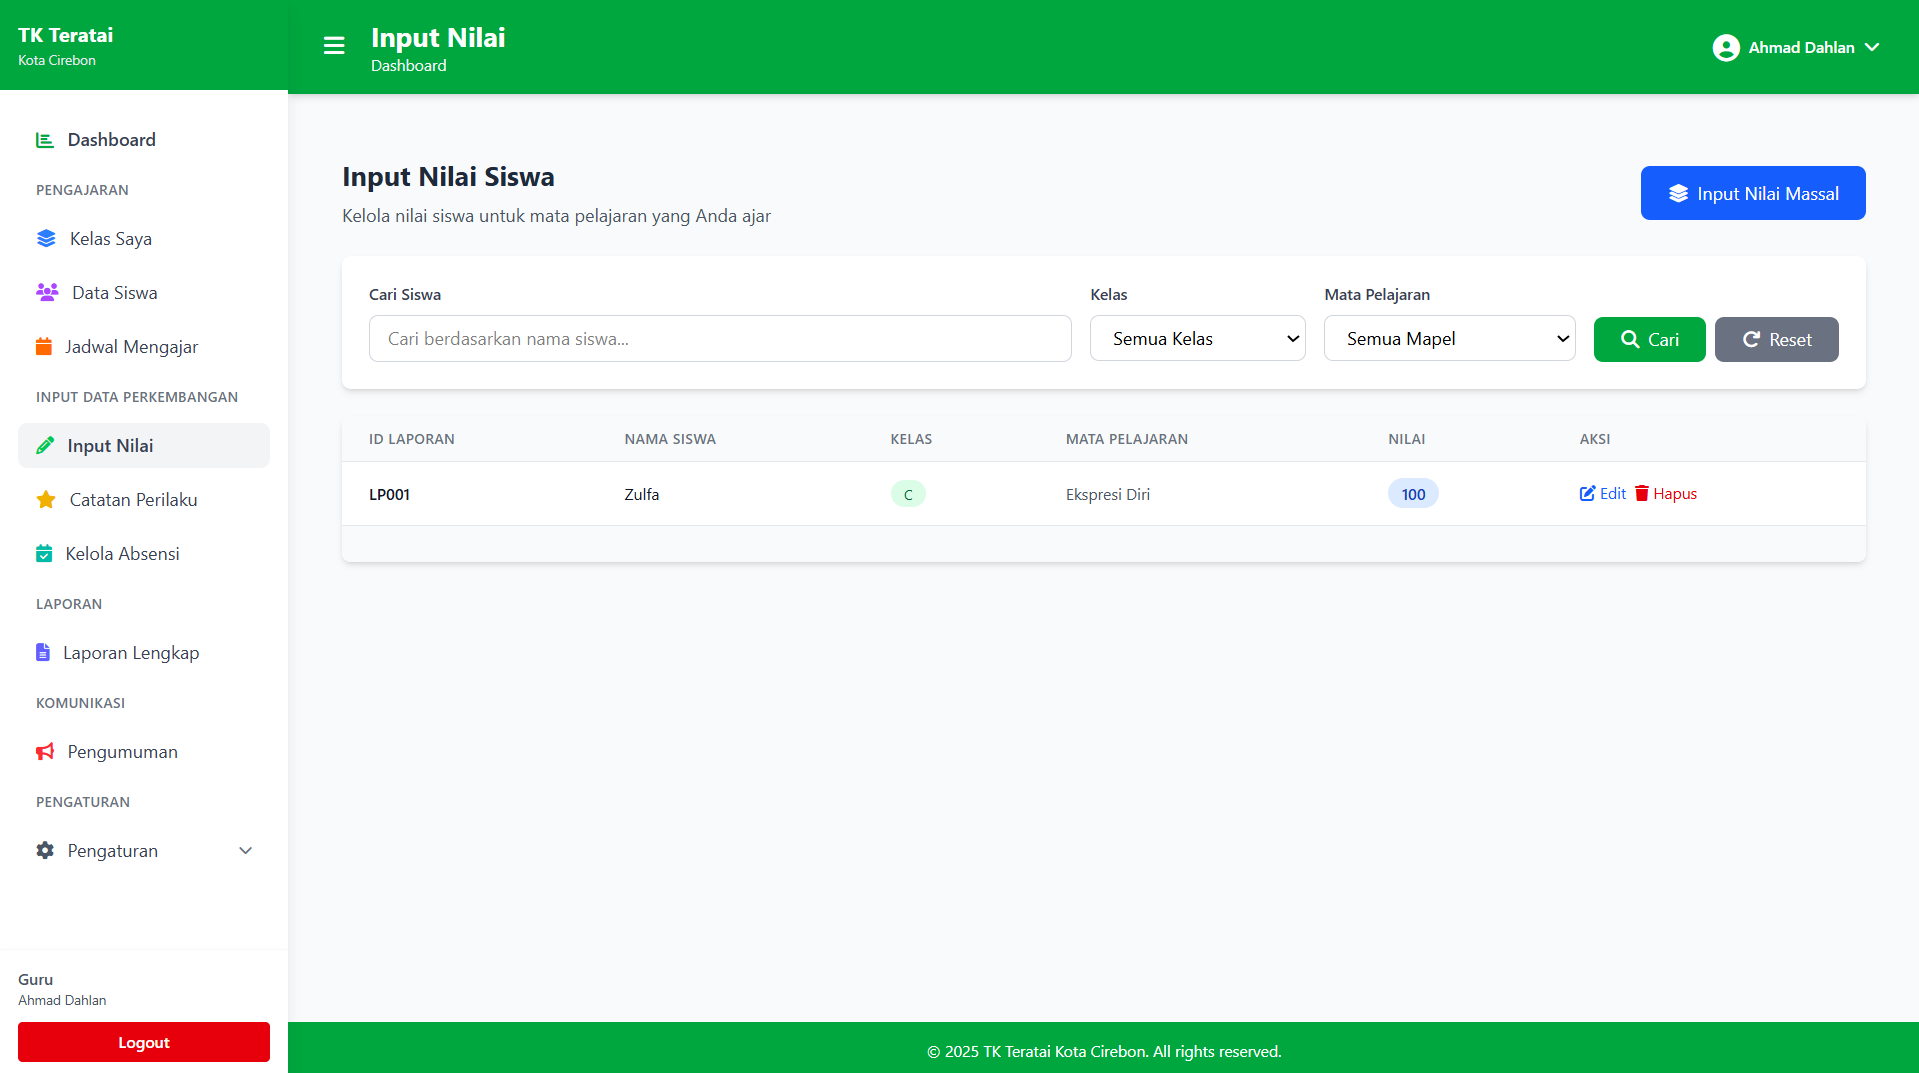 TK Teratai
Kota Cirebon
Input Nilai
Dashboard
Ahmad Dahlan
Dashboard
PENGAJARAN
Kelas Saya
Data Siswa
Jadwal Mengajar
INPUT DATA PERKEMBANGAN
Input Nilai
Catatan Perilaku
Kelola Absensi
LAPORAN
Laporan Lengkap
KOMUNIKASI
Pengumuman
PENGATURAN
Pengaturan
Guru
Ahmad Dahlan
Logout
Input Nilai Siswa
Kelola nilai siswa untuk mata pelajaran yang Anda ajar
Input Nilai Massal
Cari Siswa Kelas Mata Pelajaran
Cari berdasarkan nama siswa... Semua Kelas Semua Mapel Cari Reset
ID LAPORAN NAMA SISWA KELAS MATA PELAJARAN NILAI AKSI
LP001 Zulfa C Ekspresi Diri 100 Edit Hapus
© 2025 TK Teratai Kota Cirebon. All rights reserved.